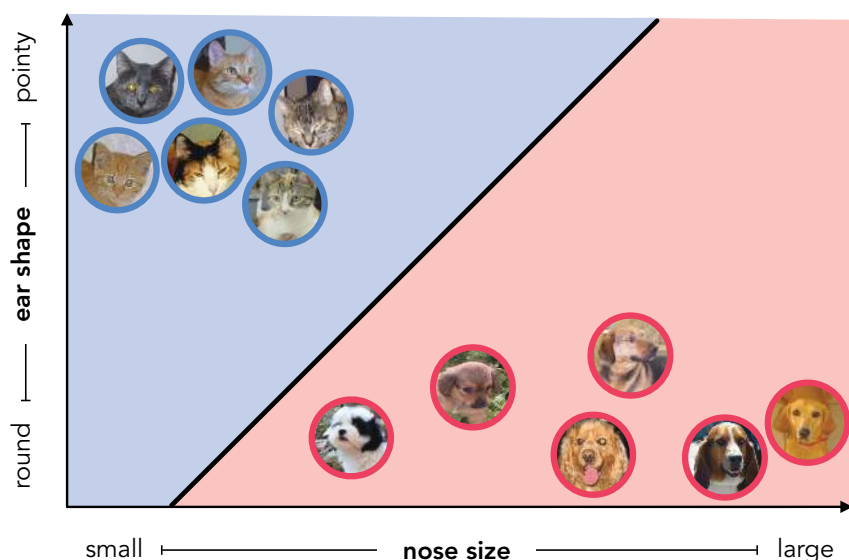 pointy
ear shape
round
small
nose size
large